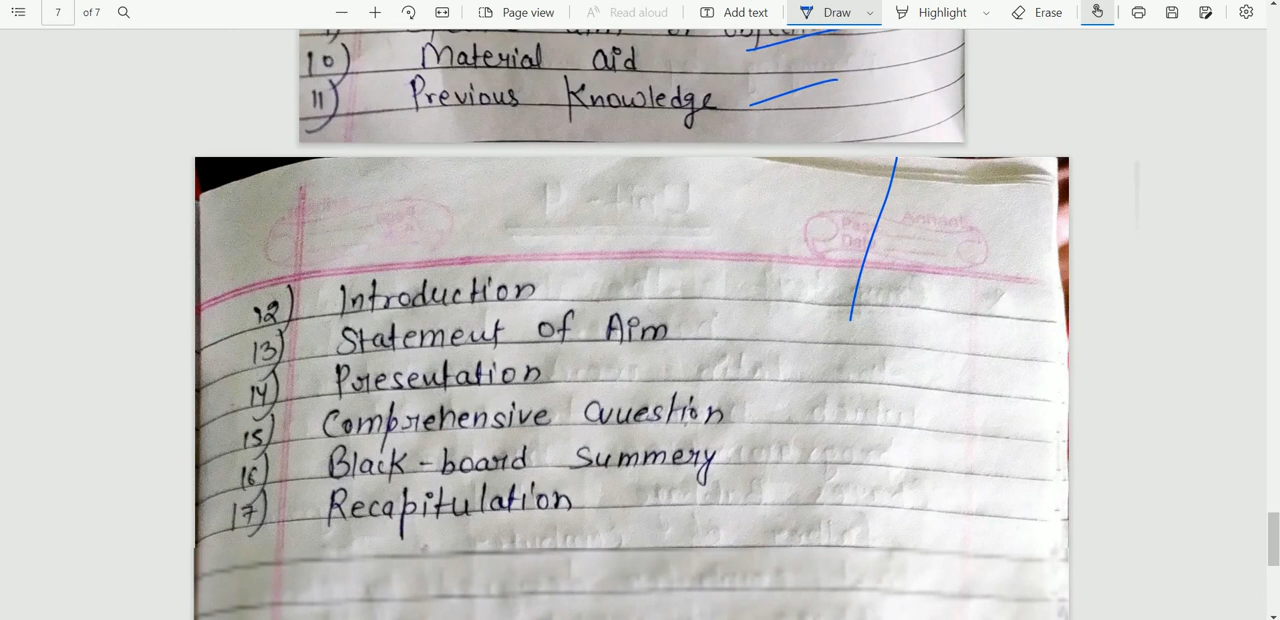 7 of 7 Page view Read aloud Add text Draw Highlight Erase
10) Material aid
11) Previous Knowledge
12) Introduction
13) Statement of Aim
14) Presentation
15) Comprehensive Question
16) Black-board Summery
17) Recapitulation